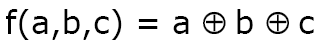 f(a,b,c) = a ⊕ b ⊕ c